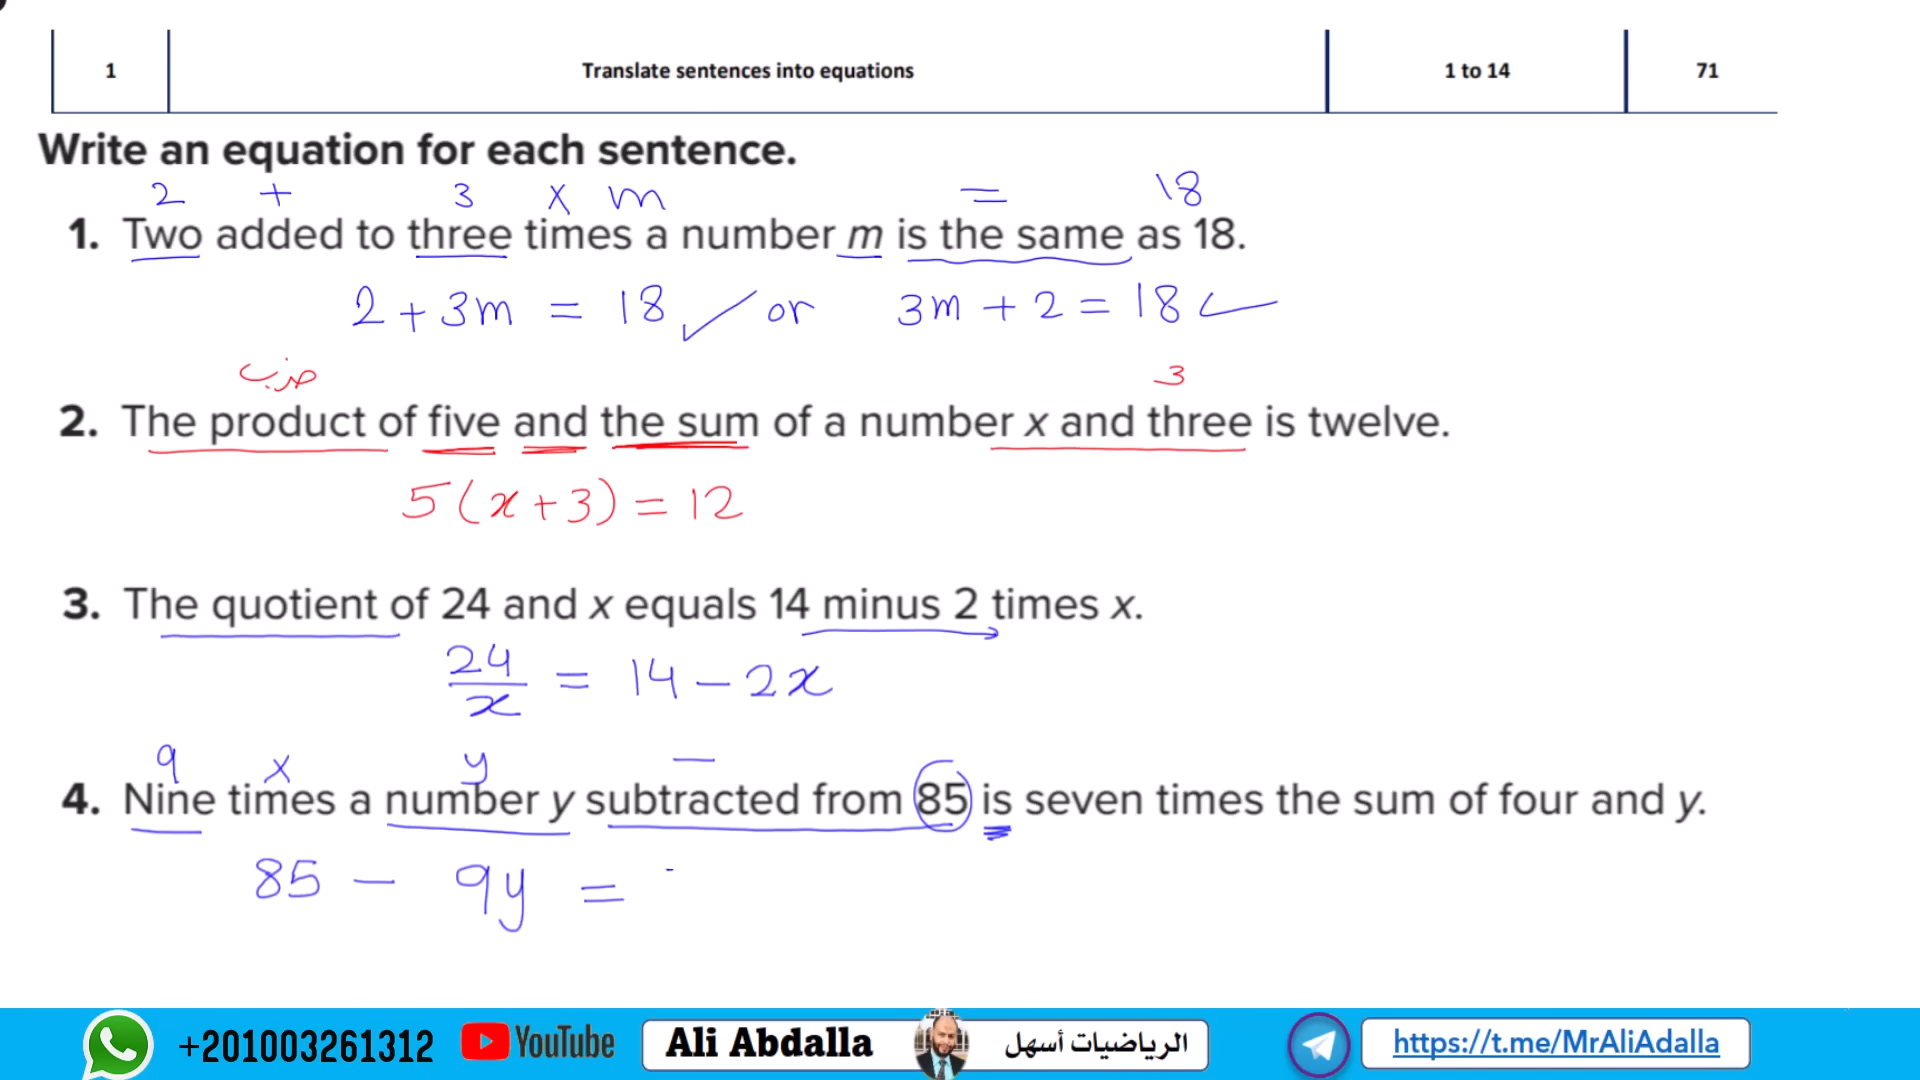 1 Translate sentences into equations 1 to 14 71
Write an equation for each sentence.
2 + 3 x m = 18
1. Two added to three times a number m is the same as 18.
2 + 3m = 18 ✓ or 3m + 2 = 18 ✓
ضرب 3
2. The product of five and the sum of a number x and three is twelve.
5(x+3) = 12
3. The quotient of 24 and x equals 14 minus 2 times x.
24/x = 14 - 2x
9 x y -
4. Nine times a number y subtracted from 85 is seven times the sum of four and y.
85 - 9y =
+201003261312 YouTube Ali Abdalla الرياضيات أسهل https://t.me/MrAliAdalla